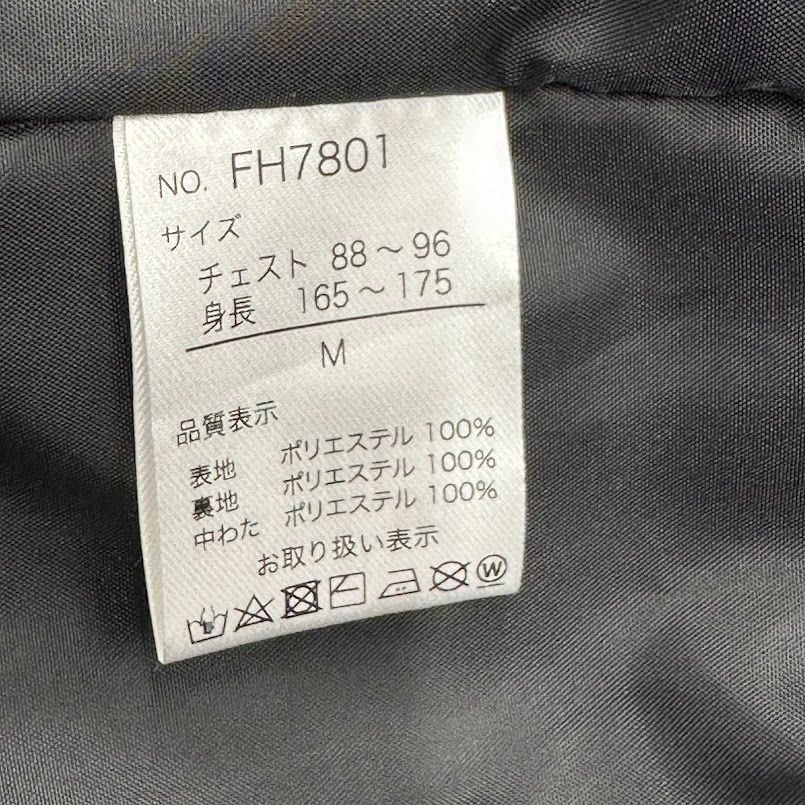 NO. FH7801
サイズ
チェスト 88～96
身長 165～175
M
品質表示
表地 ポリエステル 100%
裏地 ポリエステル 100%
中わた ポリエステル 100%
お取り扱い表示
W